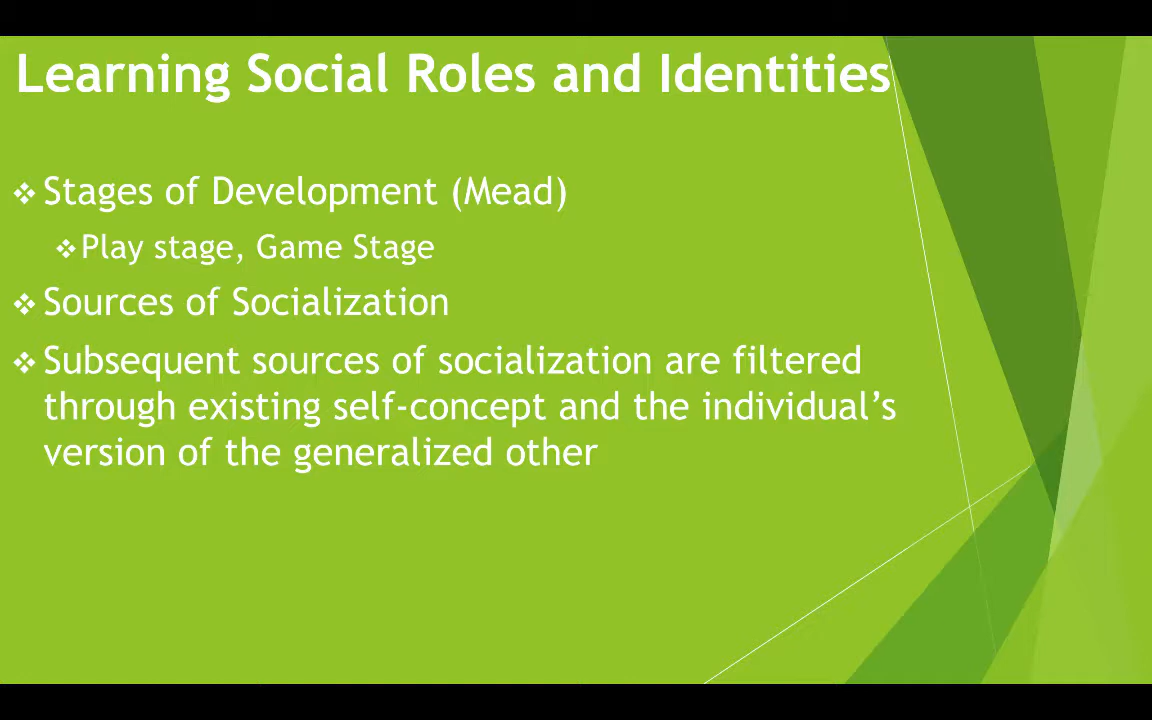 Learning Social Roles and Identities
❖ Stages of Development (Mead)
❖ Play stage, Game Stage
❖ Sources of Socialization
❖ Subsequent sources of socialization are filtered
through existing self-concept and the individual’s
version of the generalized other